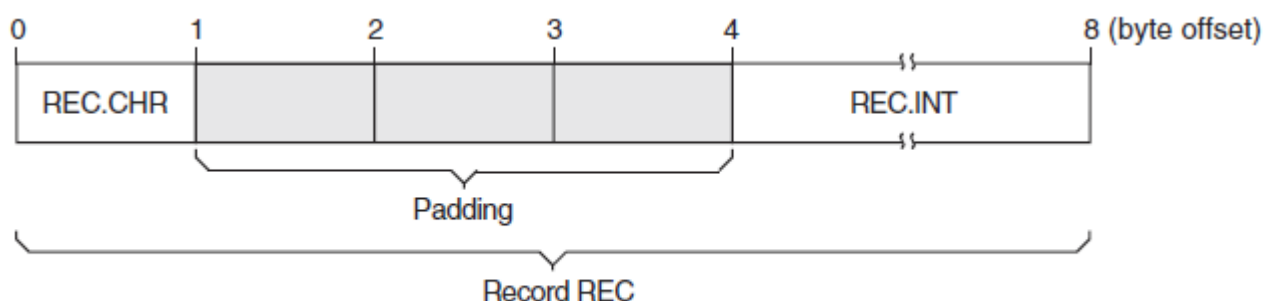 0 1 2 3 4 8 (byte offset)
REC.CHR REC.INT
Padding
Record REC